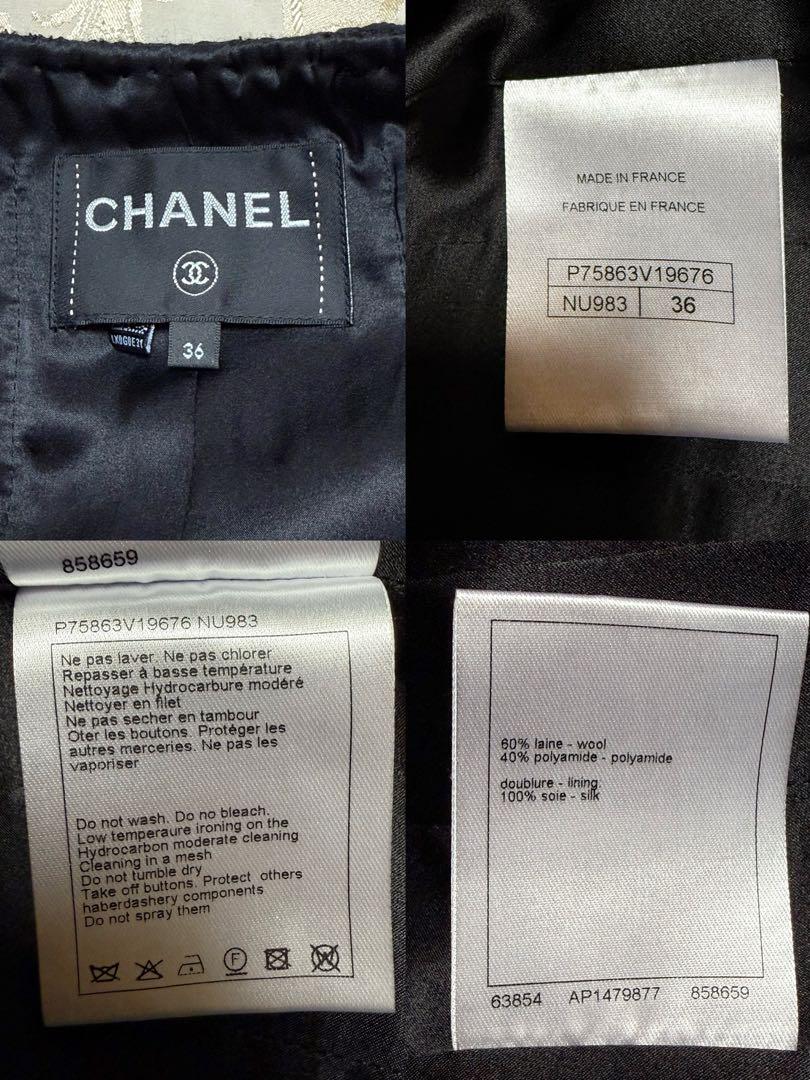 CHANEL
36
MADE IN FRANCE
FABRIQUE EN FRANCE
P75863V19676
NU983 36
858659
P75863V19676 NU983
Ne pas laver. Ne pas chlorer
Repasser à basse température
Nettoyage Hydrocarbure modéré
Nettoyer en filet
Ne pas secher en tambour
Oter les boutons. Protéger les
autres merceries. Ne pas les
vaporiser
Do not wash. Do no bleach.
Low temperaure ironing on the
Hydrocarbon moderate cleaning
Cleaning in a mesh
Do not tumble dry
Take off buttons. Protect others
haberdashery components
Do not spray them
F
60% laine - wool
40% polyamide - polyamide
doublure - lining.
100% soie - silk
63854 AP1479877 858659